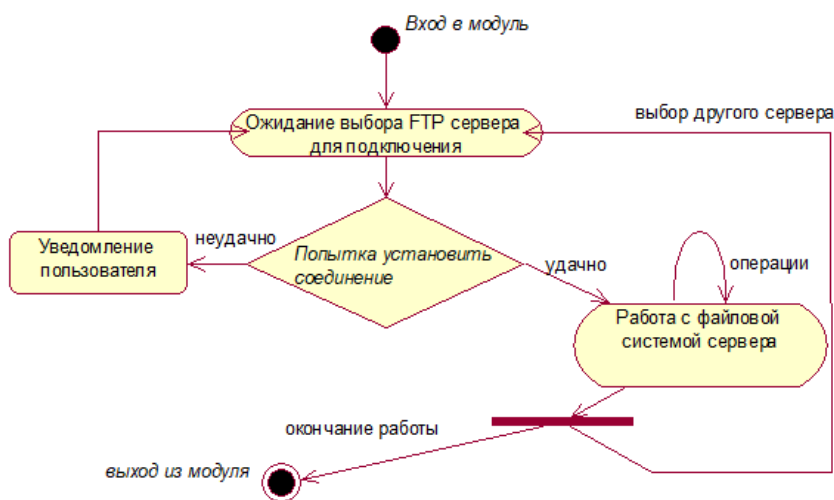 Вход в модуль
Ожидание выбора FTP сервера
для подключения
выбор другого сервера
Уведомление
пользователя
неудачно
Попытка установить
соединение
удачно
операции
Работа с файловой
системой сервера
окончание работы
выход из модуля